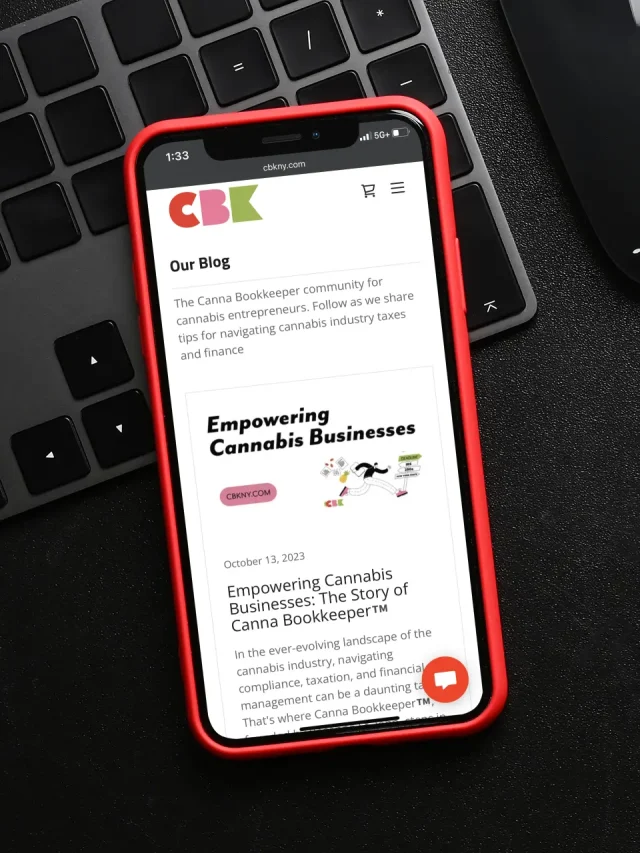 =
/
*
—
1:33
5G+
cbkny.com
CBK
Our Blog
The Canna Bookkeeper community for
cannabis entrepreneurs. Follow as we share
tips for navigating cannabis industry taxes
and finance
Empowering
Cannabis Businesses
CBKNY.COM
CBK
October 13, 2023
Empowering Cannabis
Businesses: The Story of
Canna Bookkeeper™
In the ever-evolving landscape of the
cannabis industry, navigating
compliance, taxation, and financial
management can be a daunting
That's where Canna Bookkeeper™,